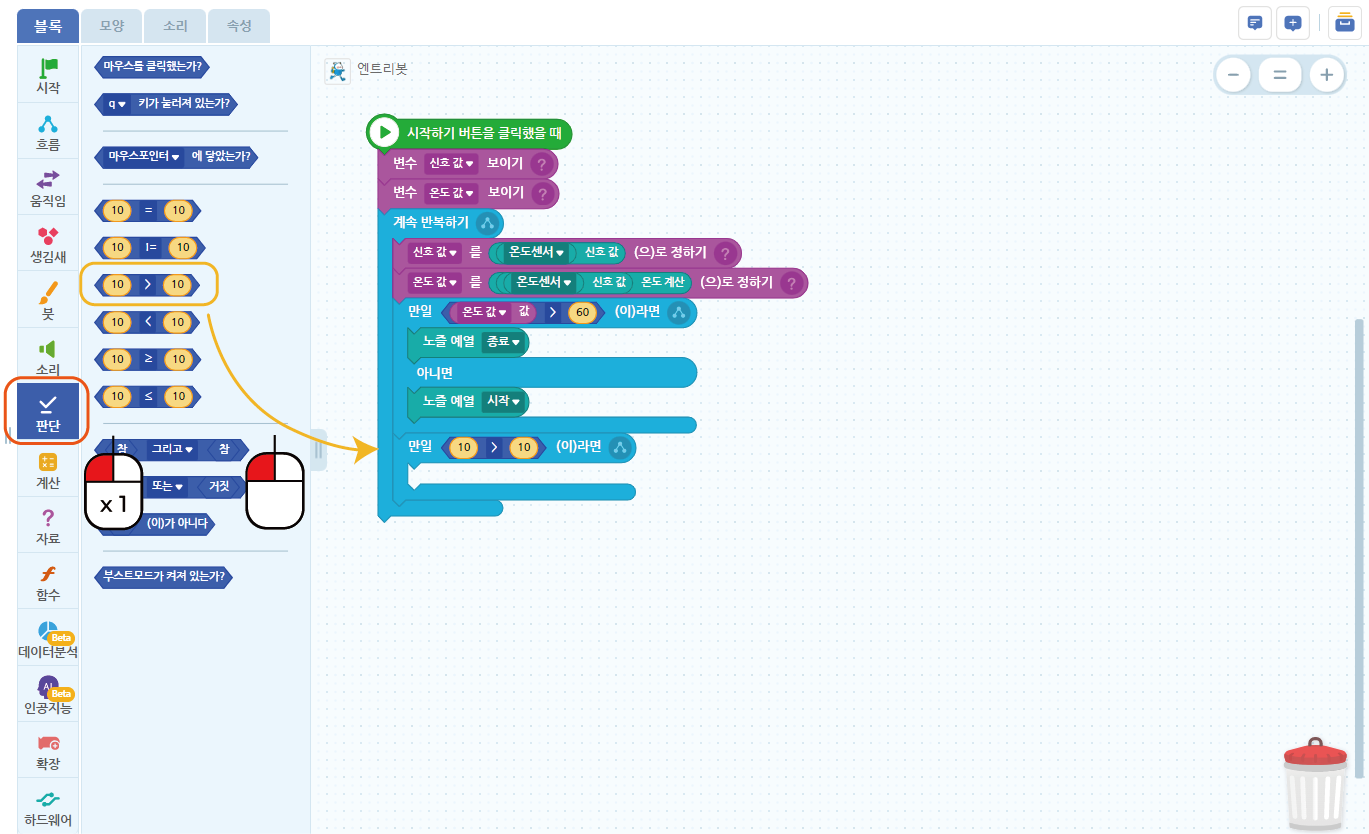 블록 모양 소리 속성
시작
흐름
움직임
생김새
붓
소리
판단
계산
자료
함수
Beta
데이터분석
AI Beta
인공지능
확장
하드웨어
마우스를 클릭했는가?
q 키가 눌러져 있는가?
마우스포인터 에 닿았는가?
10 = 10
10 != 10
10 > 10
10 < 10
10 ≥ 10
10 ≤ 10
참 그리고 참
또는 거짓
(이)가 아니다
부스트모드가 켜져 있는가?
x1
엔트리봇
시작하기 버튼을 클릭했을 때
변수 신호 값 보이기 ?
변수 온도 값 보이기 ?
계속 반복하기
신호 값 를 온도센서 신호 값 (으)로 정하기 ?
온도 값 를 온도센서 신호 값 온도 계산 (으)로 정하기 ?
만일 온도 값 값 > 60 (이)라면
노즐 예열 종료
아니면
노즐 예열 시작
만일 10 > 10 (이)라면